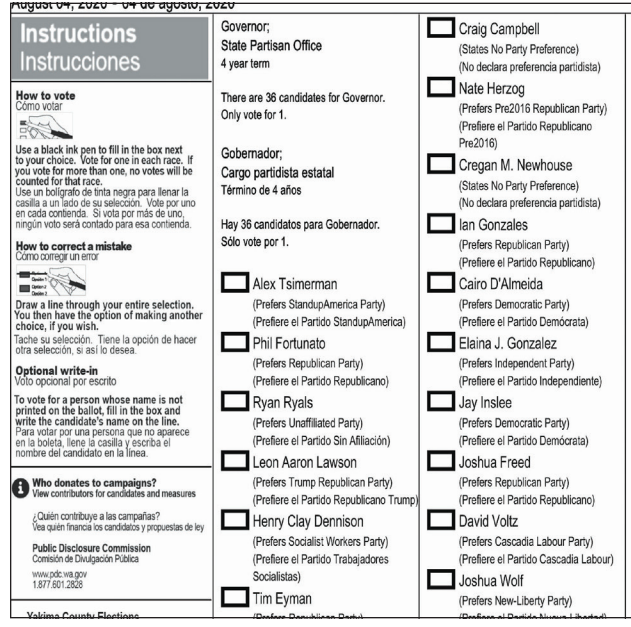 August 04, 2020 - 04 de agosto, 2020
Instructions
Instrucciones
How to vote
Cómo votar
Use a black ink pen to fill in the box next
to your choice. Vote for one in each race. If
you vote for more than one, no votes will be
counted for that race.
Use un bolígrafo de tinta negra para llenar la
casilla a un lado de su selección. Vote por uno
en cada contienda. Si vota por más de uno,
ningún voto será contado para esa contienda.
How to correct a mistake
Cómo corregir un error
Opción 1
Option 2
Opción 2
Draw a line through your entire selection.
You then have the option of making another
choice, if you wish.
Tache su selección. Tiene la opción de hacer
otra selección, si así lo desea.
Optional write-in
Voto opcional por escrito
To vote for a person whose name is not
printed on the ballot, fill in the box and
write the candidate's name on the line.
Para votar por una persona que no aparece
en la boleta, llene la casilla y escriba el
nombre del candidato en la línea.
Who donates to campaigns?
View contributors for candidates and measures
¿Quién contribuye a las campañas?
Vea quién financia los candidatos y propuestas de ley
Public Disclosure Commission
Comisión de Divulgación Pública
www.pdc.wa.gov
1.877.601.2828
Yakima County Elections
Governor;
State Partisan Office
4 year term
There are 36 candidates for Governor.
Only vote for 1.
Gobernador;
Cargo partidista estatal
Término de 4 años
Hay 36 candidatos para Gobernador.
Sólo vote por 1.
Alex Tsimerman
(Prefers StandupAmerica Party)
(Prefiere el Partido StandupAmerica)
Phil Fortunato
(Prefers Republican Party)
(Prefiere el Partido Republicano)
Ryan Ryals
(Prefers Unaffiliated Party)
(Prefiere el Partido Sin Afiliación)
Leon Aaron Lawson
(Prefers Trump Republican Party)
(Prefiere el Partido Republicano Trump)
Henry Clay Dennison
(Prefers Socialist Workers Party)
(Prefiere el Partido Trabajadores
Socialistas)
Tim Eyman
(Prefers Republican Party)
Craig Campbell
(States No Party Preference)
(No declara preferencia partidista)
Nate Herzog
(Prefers Pre2016 Republican Party)
(Prefiere el Partido Republicano
Pre2016)
Cregan M. Newhouse
(States No Party Preference)
(No declara preferencia partidista)
Ian Gonzales
(Prefers Republican Party)
(Prefiere el Partido Republicano)
Cairo D'Almeida
(Prefers Democratic Party)
(Prefiere el Partido Demócrata)
Elaina J. Gonzalez
(Prefers Independent Party)
(Prefiere el Partido Independiente)
Jay Inslee
(Prefers Democratic Party)
(Prefiere el Partido Demócrata)
Joshua Freed
(Prefers Republican Party)
(Prefiere el Partido Republicano)
David Voltz
(Prefers Cascadia Labour Party)
(Prefiere el Partido Cascadia Labour)
Joshua Wolf
(Prefers New-Liberty Party)
(Prefiere el Partido Nueva Libertad)